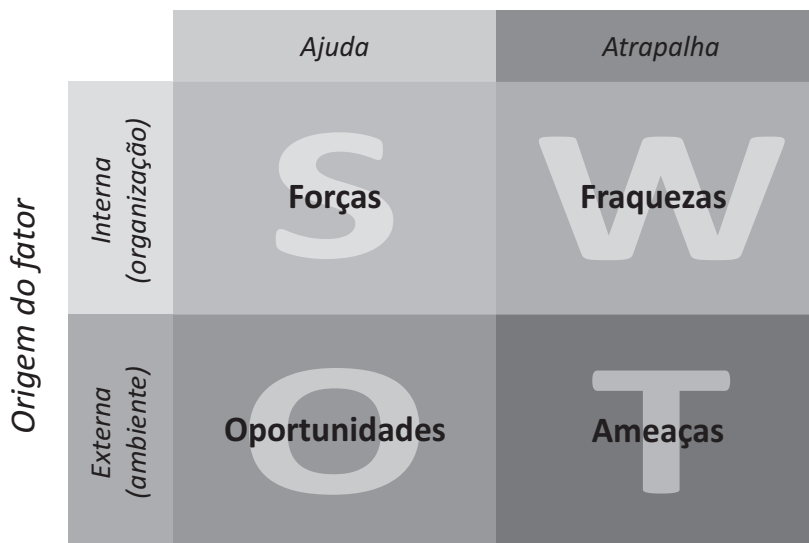 Ajuda
Atrapalha
Origem do fator
Interna
(organização)
S
Forças
W
Fraquezas
Externa
(ambiente)
O
Oportunidades
T
Ameaças